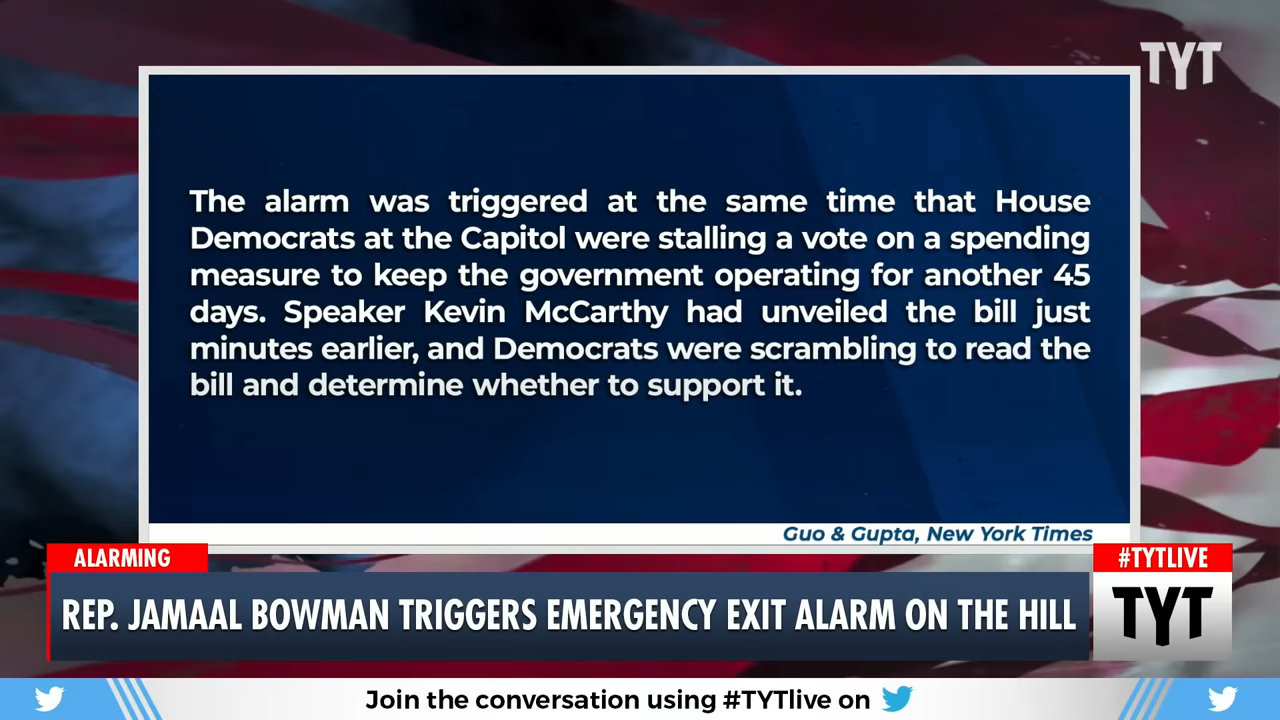 TYT
The alarm was triggered at the same time that House
Democrats at the Capitol were stalling a vote on a spending
measure to keep the government operating for another 45
days. Speaker Kevin McCarthy had unveiled the bill just
minutes earlier, and Democrats were scrambling to read the
bill and determine whether to support it.
Guo & Gupta, New York Times
ALARMING
#TYTLIVE
REP. JAMAAL BOWMAN TRIGGERS EMERGENCY EXIT ALARM ON THE HILL
TYT
Join the conversation using #TYTlive on